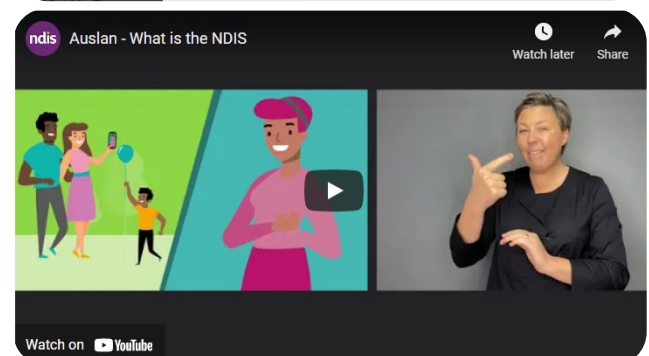 ndis Auslan - What is the NDIS
Watch later
Share
Watch on YouTube